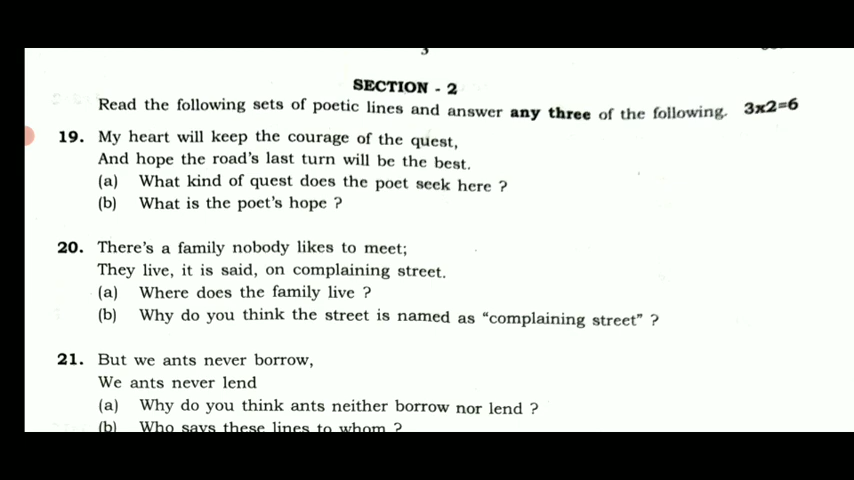 3
SECTION - 2
Read the following sets of poetic lines and answer any three of the following. 3x2=6
19. My heart will keep the courage of the quest,
And hope the road's last turn will be the best.
(a) What kind of quest does the poet seek here ?
(b) What is the poet's hope ?
20. There's a family nobody likes to meet;
They live, it is said, on complaining street.
(a) Where does the family live ?
(b) Why do you think the street is named as “complaining street” ?
21. But we ants never borrow,
We ants never lend
(a) Why do you think ants neither borrow nor lend ?
(b) Who says these lines to whom ?